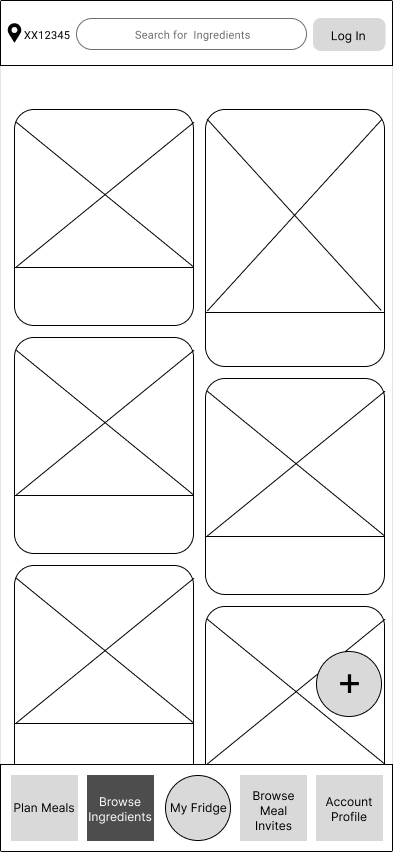 XX12345
Search for Ingredients
Log In
+
Plan Meals
Browse
Ingredients
My Fridge
Browse
Meal
Invites
Account
Profile